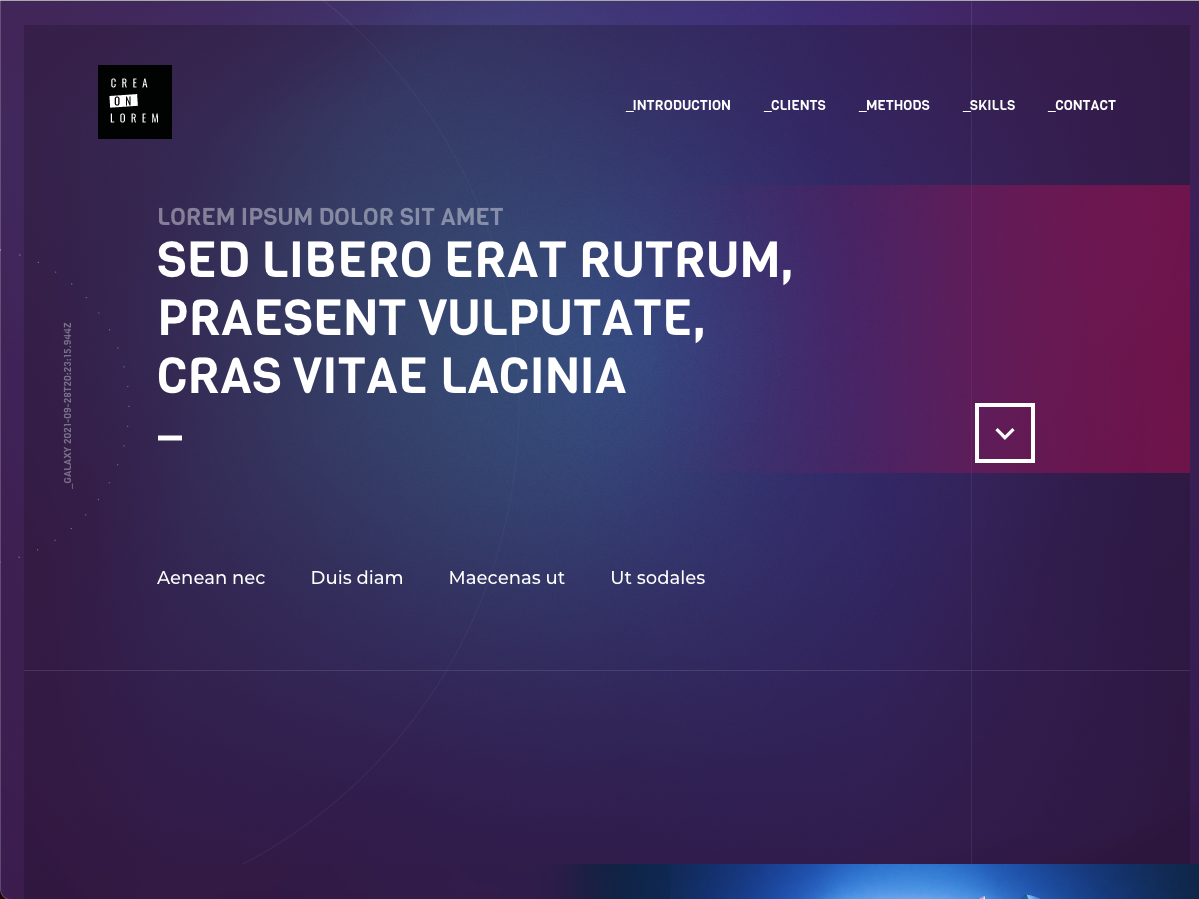 CREA
ON
LOREM
_INTRODUCTION _CLIENTS _METHODS _SKILLS _CONTACT
LOREM IPSUM DOLOR SIT AMET
SED LIBERO ERAT RUTRUM,
PRAESENT VULPUTATE,
CRAS VITAE LACINIA
_GALAXY 2021-09-28T20:23:15.944Z
Aenean nec Duis diam Maecenas ut Ut sodales